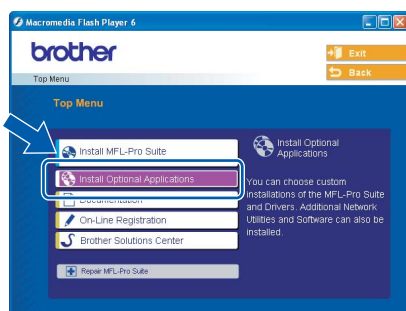 Macromedia Flash Player 6
brother
Exit
Back
Top Menu
Top Menu
Install MFL-Pro Suite
Install Optional Applications
Documentation
On-Line Registration
Brother Solutions Center
Repair MFL-Pro Suite
Install Optional
Applications
You can choose custom
installations of the MFL-Pro Suite
and Drivers. Additional Network
Utilities and Software can also be
installed.